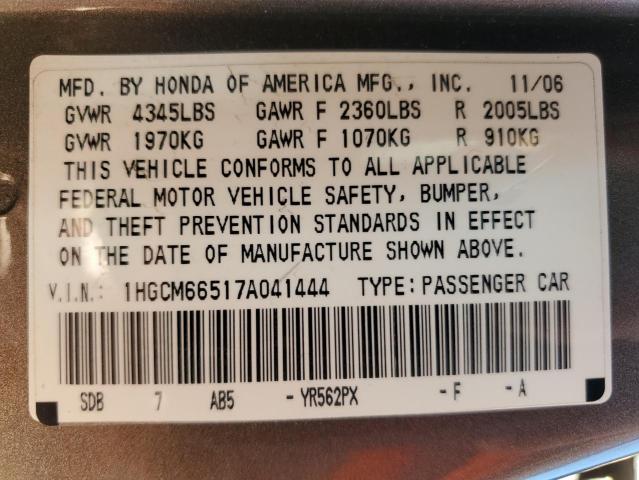 MFD. BY HONDA OF AMERICA MFG., INC. 11/06
GVWR 4345LBS GAWR F 2360LBS R 2005LBS
GVWR 1970KG GAWR F 1070KG R 910KG
THIS VEHICLE CONFORMS TO ALL APPLICABLE
FEDERAL MOTOR VEHICLE SAFETY, BUMPER,
AND THEFT PREVENTION STANDARDS IN EFFECT
ON THE DATE OF MANUFACTURE SHOWN ABOVE.
V.I.N.: 1HGCM66517A041444 TYPE:PASSENGER CAR
SDB 7 AB5 -YR562PX -F -A